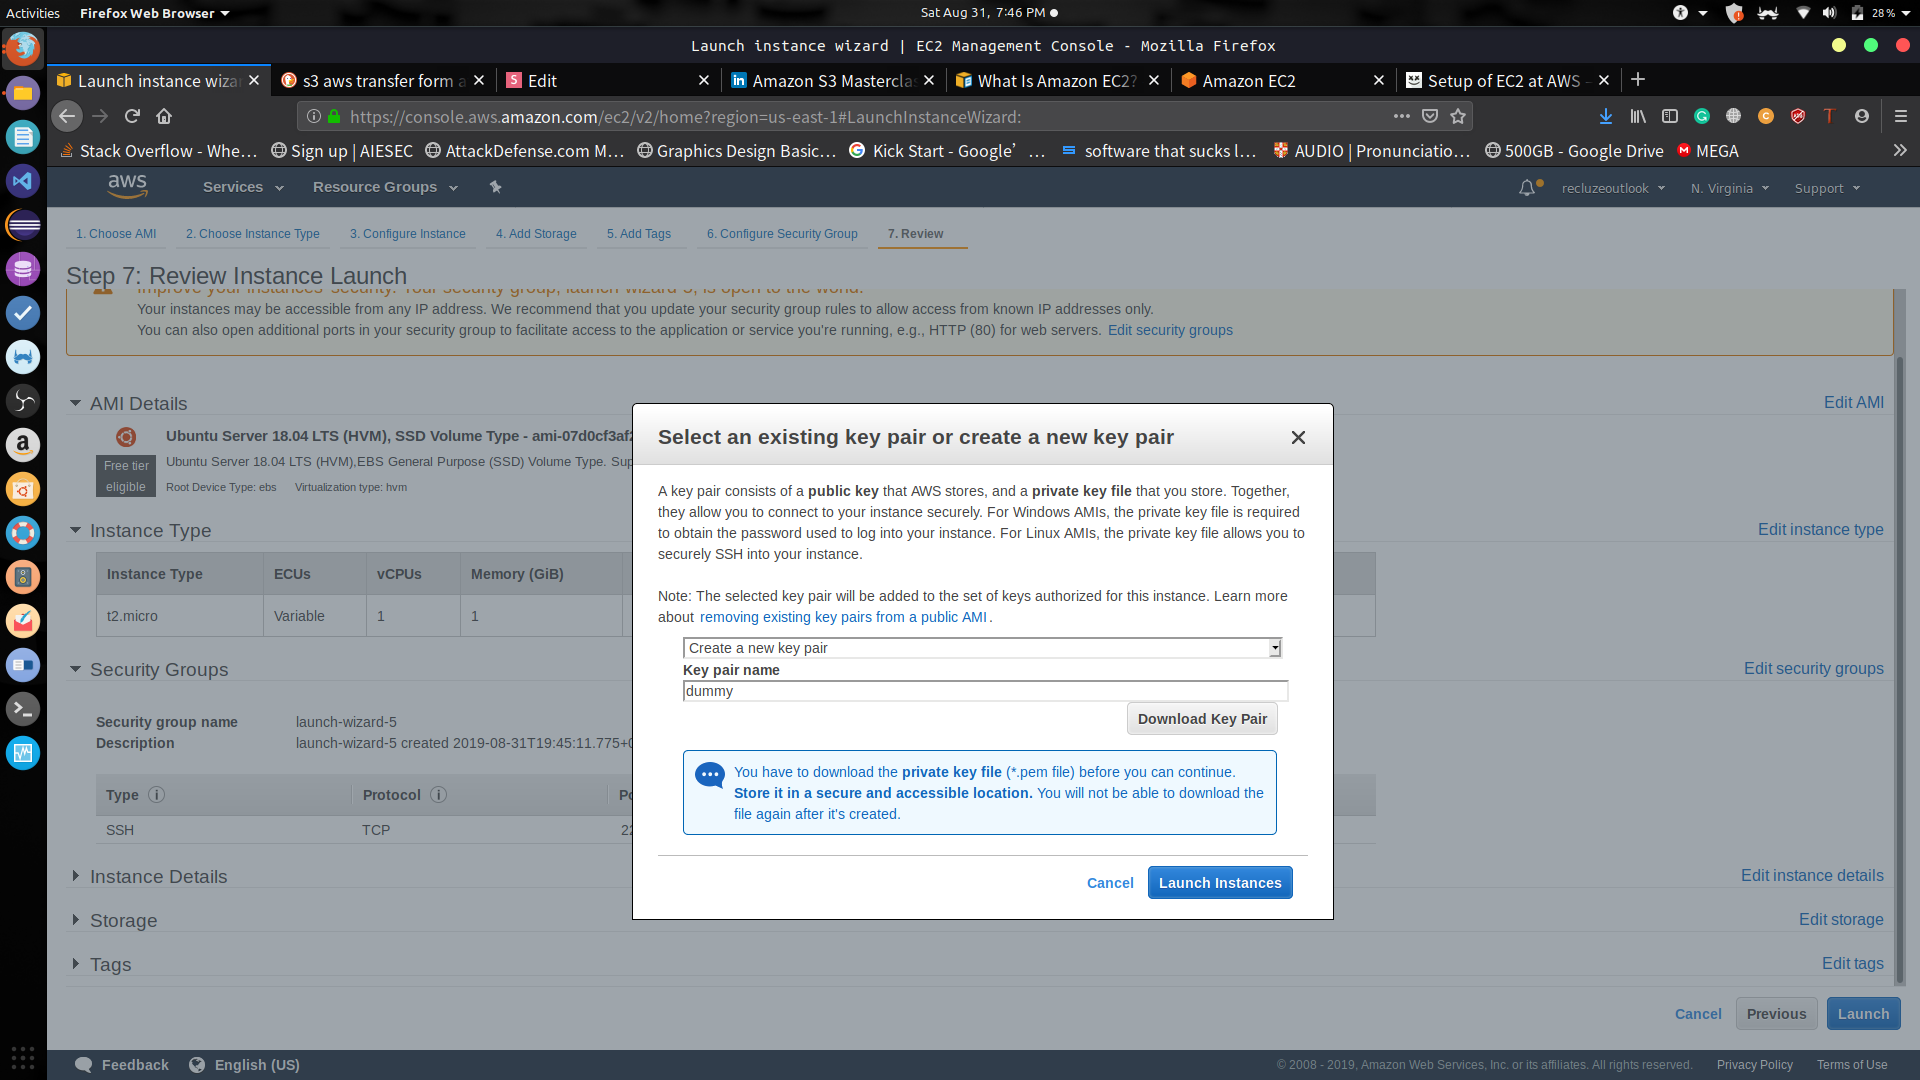 Activities
Firefox Web Browser
Sat Aug 31, 7:46 PM
28 %
Launch instance wizard | EC2 Management Console - Mozilla Firefox
Launch instance wiza
s3 aws transfer form a
Edit
Amazon S3 Mastercla
What Is Amazon EC2?
Amazon EC2
Setup of EC2 at AWS -
https://console.aws.amazon.com/ec2/v2/home?region=us-east-1#LaunchInstanceWizard:
Stack Overflow - Whe…
Sign up | AIESEC
AttackDefense.com M…
Graphics Design Basic…
Kick Start - Google’ …
software that sucks l…
AUDIO | Pronunciatio…
500GB - Google Drive
MEGA
aws
Services
Resource Groups
recluzeoutlook
N. Virginia
Support
1. Choose AMI
2. Choose Instance Type
3. Configure Instance
4. Add Storage
5. Add Tags
6. Configure Security Group
7. Review
Step 7: Review Instance Launch
Improve your instances' security. Your security group, launch-wizard-5, is open to the world.
Your instances may be accessible from any IP address. We recommend that you update your security group rules to allow access from known IP addresses only.
You can also open additional ports in your security group to facilitate access to the application or service you're running, e.g., HTTP (80) for web servers. Edit security groups
AMI Details
Edit AMI
Ubuntu Server 18.04 LTS (HVM), SSD Volume Type - ami-07d0cf3af2
Free tier eligible
Ubuntu Server 18.04 LTS (HVM),EBS General Purpose (SSD) Volume Type. Sup
Root Device Type: ebs
Virtualization type: hvm
Instance Type
Edit instance type
Instance Type
ECUs
vCPUs
Memory (GiB)
t2.micro
Variable
1
1
Security Groups
Edit security groups
Security group name
launch-wizard-5
Description
launch-wizard-5 created 2019-08-31T19:45:11.775+0
Type
Protocol
Po
SSH
TCP
22
Instance Details
Edit instance details
Storage
Edit storage
Tags
Edit tags
Select an existing key pair or create a new key pair
A key pair consists of a public key that AWS stores, and a private key file that you store. Together,
they allow you to connect to your instance securely. For Windows AMIs, the private key file is required
to obtain the password used to log into your instance. For Linux AMIs, the private key file allows you to
securely SSH into your instance.
Note: The selected key pair will be added to the set of keys authorized for this instance. Learn more
about removing existing key pairs from a public AMI.
Create a new key pair
Key pair name
dummy
Download Key Pair
You have to download the private key file (*.pem file) before you can continue.
Store it in a secure and accessible location. You will not be able to download the
file again after it's created.
Cancel
Launch Instances
Cancel
Previous
Launch
Feedback
English (US)
© 2008 - 2019, Amazon Web Services, Inc. or its affiliates. All rights reserved.
Privacy Policy
Terms of Use